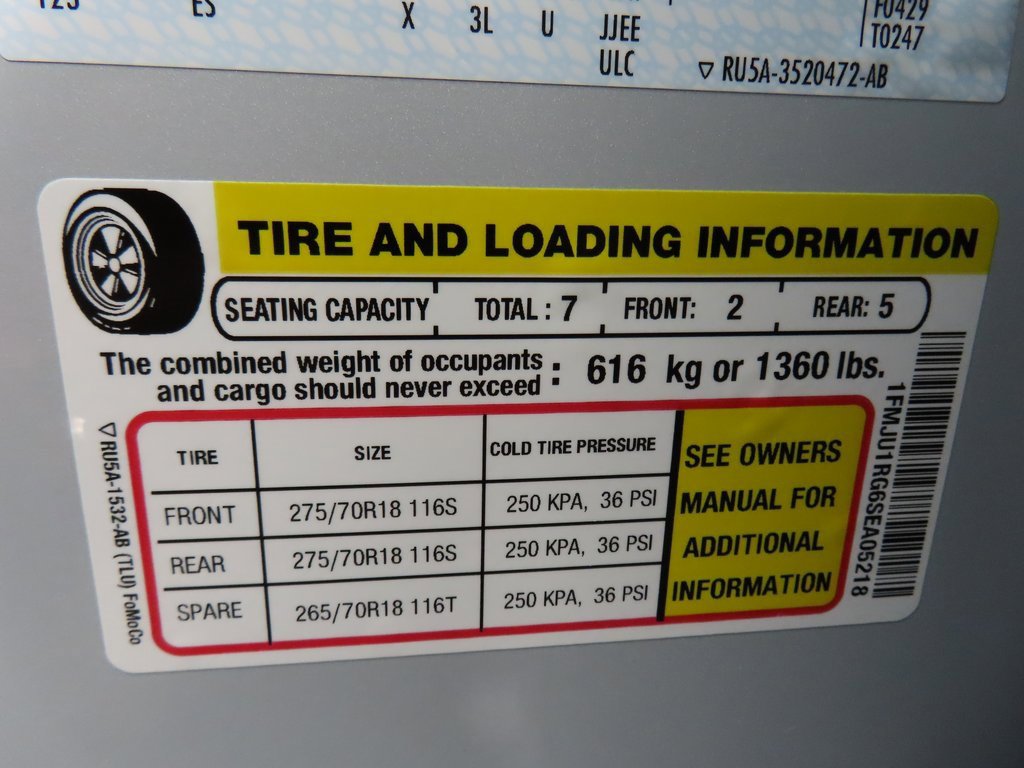 ES X 3L U JJEE
ULC
T0247
▽ RU5A-3520472-AB
TIRE AND LOADING INFORMATION
SEATING CAPACITY TOTAL : 7 FRONT: 2 REAR: 5
The combined weight of occupants
and cargo should never exceed : 616 kg or 1360 lbs.
TIRE SIZE COLD TIRE PRESSURE
FRONT 275/70R18 116S 250 KPA, 36 PSI
REAR 275/70R18 116S 250 KPA, 36 PSI
SPARE 265/70R18 116T 250 KPA, 36 PSI
SEE OWNERS
MANUAL FOR
ADDITIONAL
INFORMATION
▽RU5A-1532-AB (TLU) FoMoCo
1FMJU1RG6SEA05218